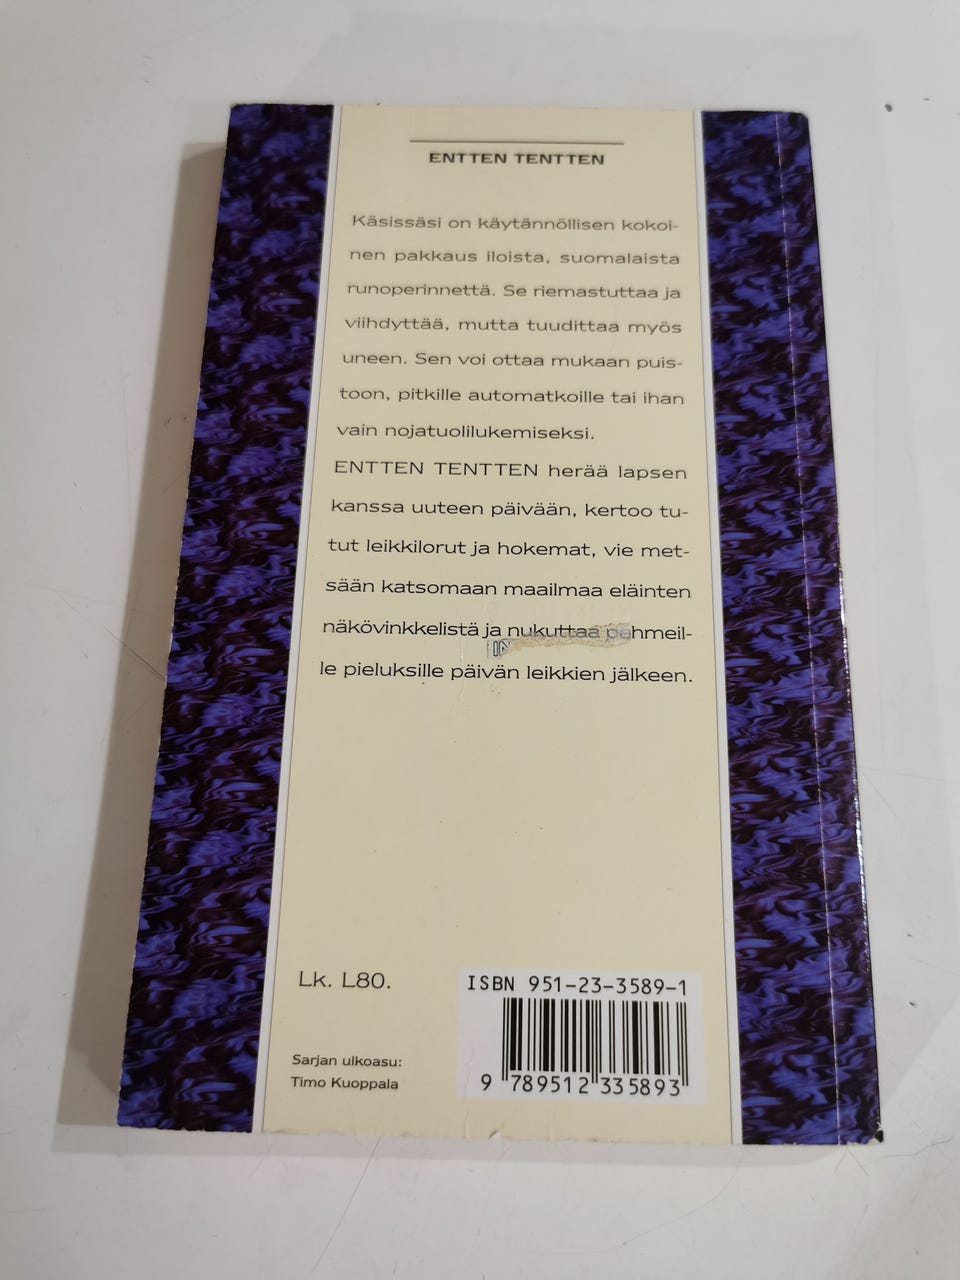 ENTTEN TENTTEN
Käsissäsi on käytännöllisen kokoi-
nen pakkaus iloista, suomalaista
runoperinnettä. Se riemastuttaa ja
viihdyttää, mutta tuudittaa myös
uneen. Sen voi ottaa mukaan puis-
toon, pitkille automatkoille tai ihan
vain nojatuolilukemiseksi.
ENTTEN TENTTEN herää lapsen
kanssa uuteen päivään, kertoo tu-
tut leikkilorut ja hokemat, vie met-
sään katsomaan maailmaa eläinten
näkövinkkelistä ja nukuttaa pehmeil-
le pieluksille päivän leikkien jälkeen.
Lk. L80.
Sarjan ulkoasu:
Timo Kuoppala
ISBN 951-23-3589-1
9 789512 335893